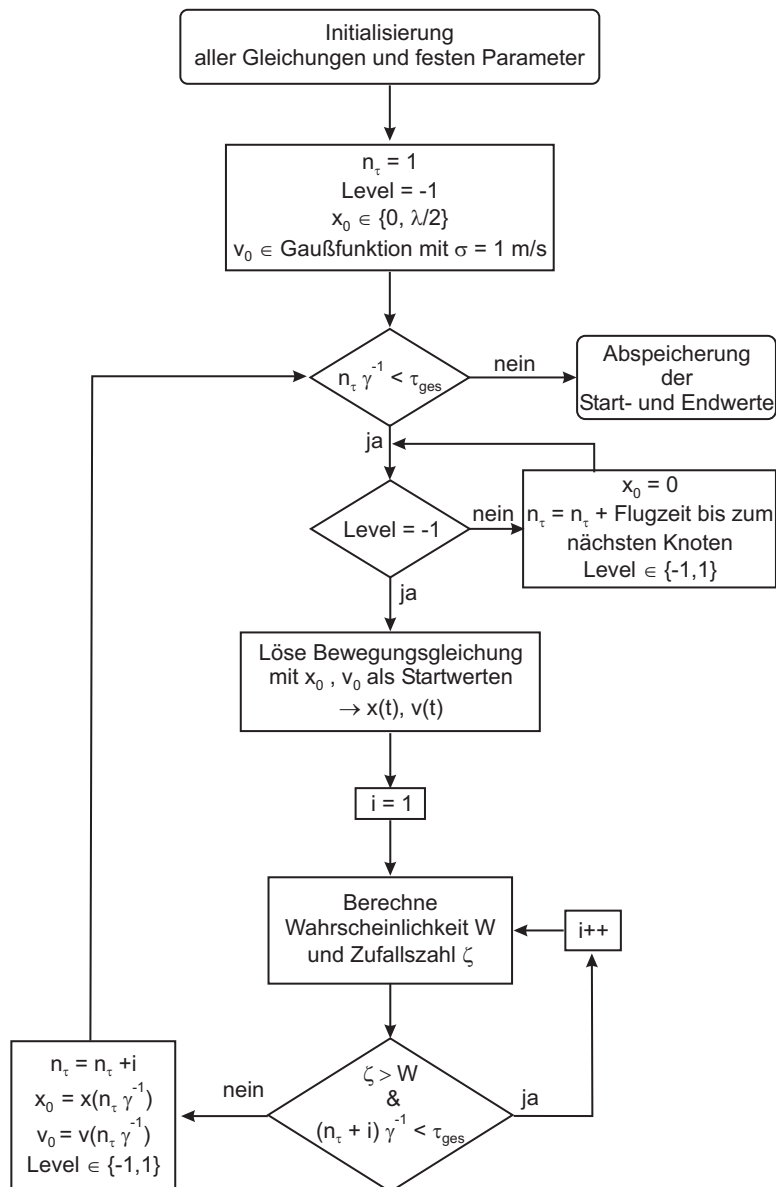 Initialisierung
aller Gleichungen und festen Parameter
n_τ = 1
Level = -1
x_0 ∈ {0, λ/2}
v_0 ∈ Gaußfunktion mit σ = 1 m/s
n_τ γ^-1 < τ_ges
nein
Abspeicherung
der
Start- und Endwerte
ja
Level = -1
nein
x_0 = 0
n_τ = n_τ + Flugzeit bis zum
nächsten Knoten
Level ∈ {-1,1}
ja
Löse Bewegungsgleichung
mit x_0 , v_0 als Startwerten
→ x(t), v(t)
i = 1
Berechne
Wahrscheinlichkeit W
und Zufallszahl ζ
i++
ζ > W
&
(n_τ + i) γ^-1 < τ_ges
ja
nein
n_τ = n_τ +i
x_0 = x(n_τ γ^-1)
v_0 = v(n_τ γ^-1)
Level ∈ {-1,1}